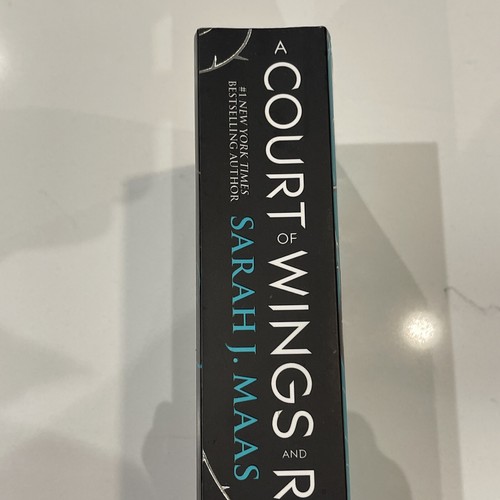 A COURT OF WINGS AND R
#1 NEW YORK TIMES
BESTSELLING AUTHOR
SARAH J. MAAS